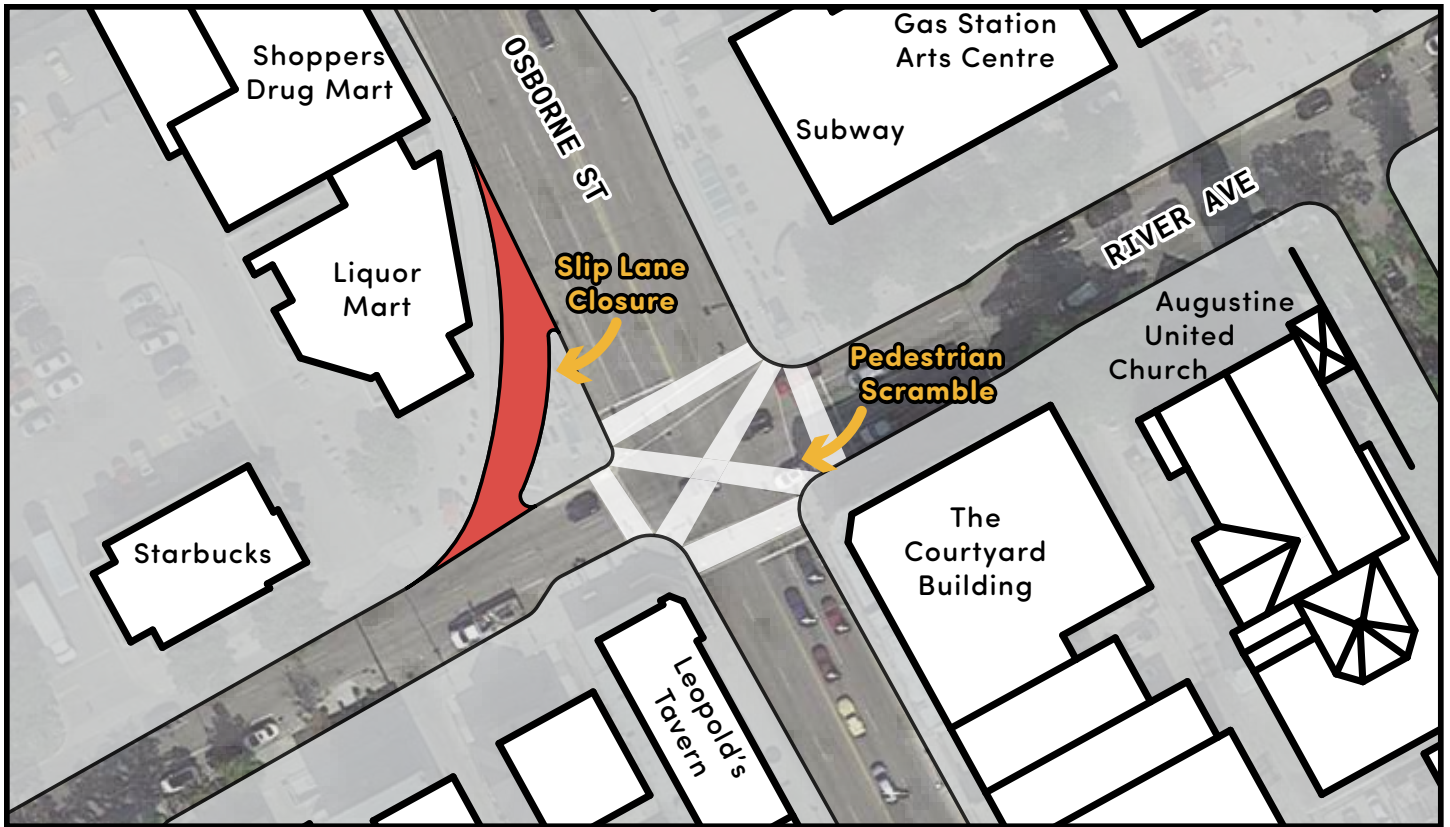 Shoppers
Drug Mart
OSBORNE ST
Gas Station
Arts Centre
Subway
RIVER AVE
Liquor
Mart
Slip Lane
Closure
Augustine
United
Church
Pedestrian
Scramble
Starbucks
The
Courtyard
Building
Leopold's
Tavern